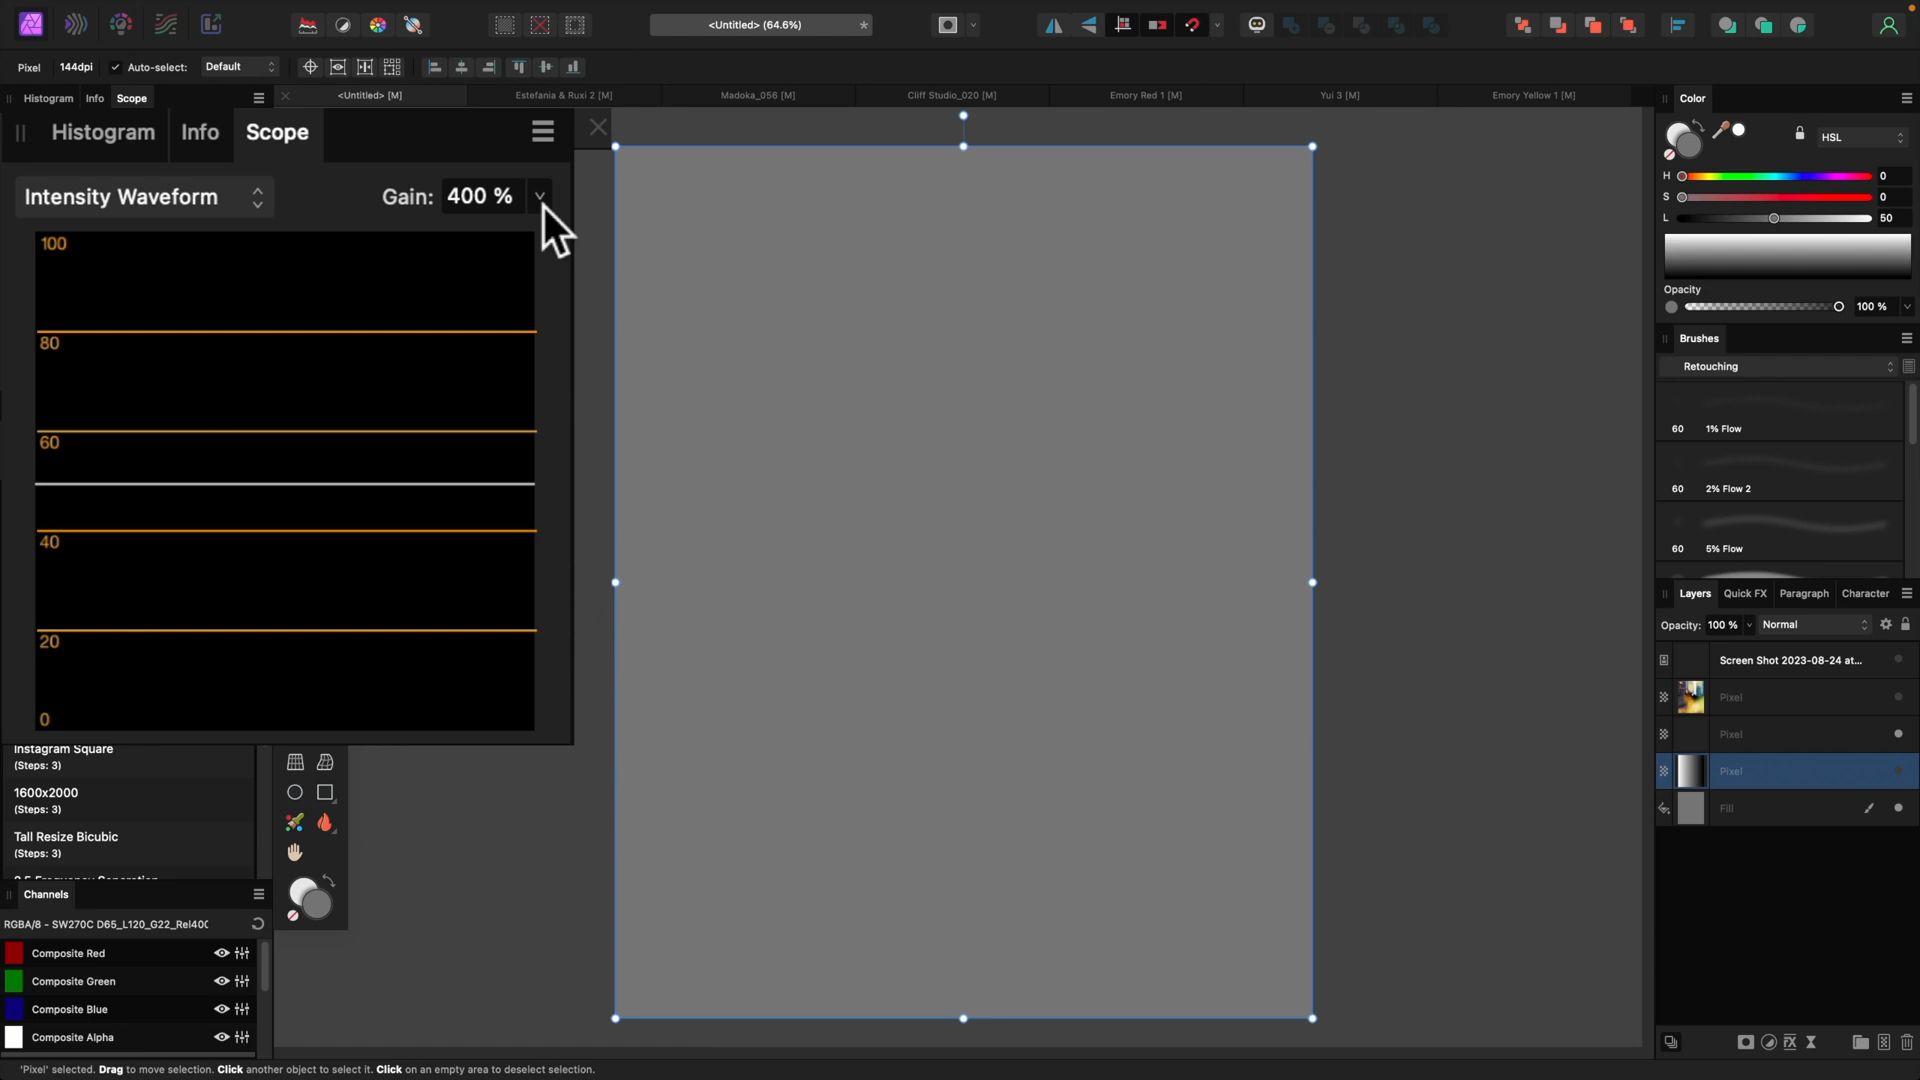 <Untitled> (64.6%)
*
Pixel
144dpi
Auto-select:
Default
Histogram
Info
Scope
<Untitled> [M]
Estefania & Ruxi 2 [M]
Madoka_056 [M]
Cliff Studio_020 [M]
Emory Red 1 [M]
Yui 3 [M]
Emory Yellow 1 [M]
Histogram
Info
Scope
Intensity Waveform
Gain: 400 %
100
80
60
40
20
0
Instagram Square
(Steps: 3)
1600x2000
(Steps: 3)
Tall Resize Bicubic
(Steps: 3)
Channels
RGBA/8 - SW270C D65_L120_G22_Rel40C
Composite Red
Composite Green
Composite Blue
Composite Alpha
Color
HSL
H
0
S
0
L
50
Opacity
100 %
Brushes
Retouching
60
1% Flow
60
2% Flow 2
60
5% Flow
Layers
Quick FX
Paragraph
Character
Opacity: 100 %
Normal
Screen Shot 2023-08-24 at...
Pixel
Pixel
Pixel
Fill
'Pixel' selected. Drag to move selection. Click another object to select it. Click on an empty area to deselect selection.